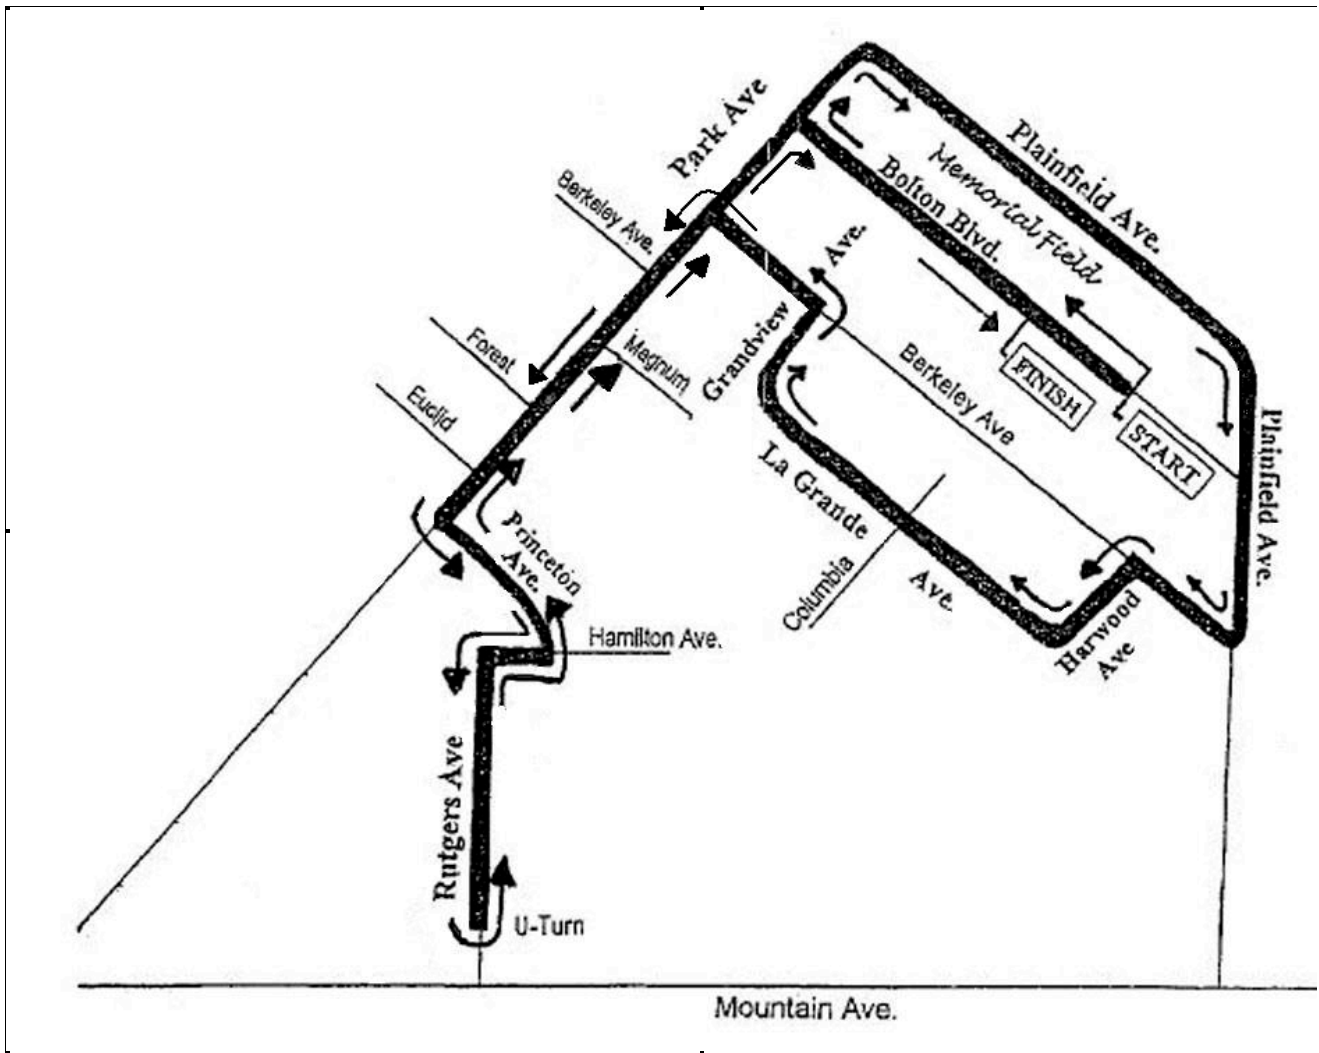 Park Ave
Plainfield Ave.
Memorial Field
Bolton Blvd.
Berkeley Ave.
Ave.
Grandview
Forest
Magnum
Euclid
Berkeley Ave
FINISH
START
Plainfield Ave.
La Grande
Ave.
Princeton
Ave.
Columbia
Harwood
Ave
Hamilton Ave.
Rutgers Ave
U-Turn
Mountain Ave.